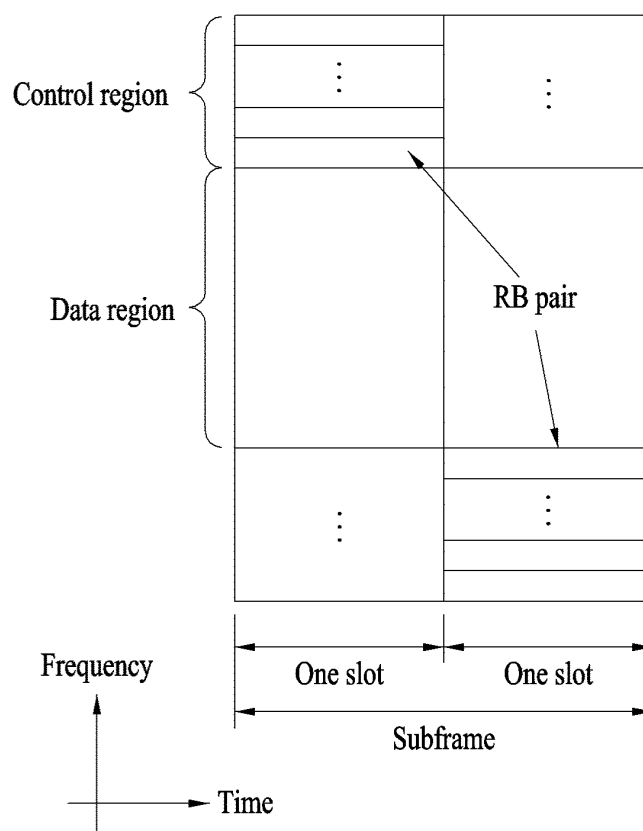 Control region
Data region
RB pair
One slot
One slot
Subframe
Frequency
Time